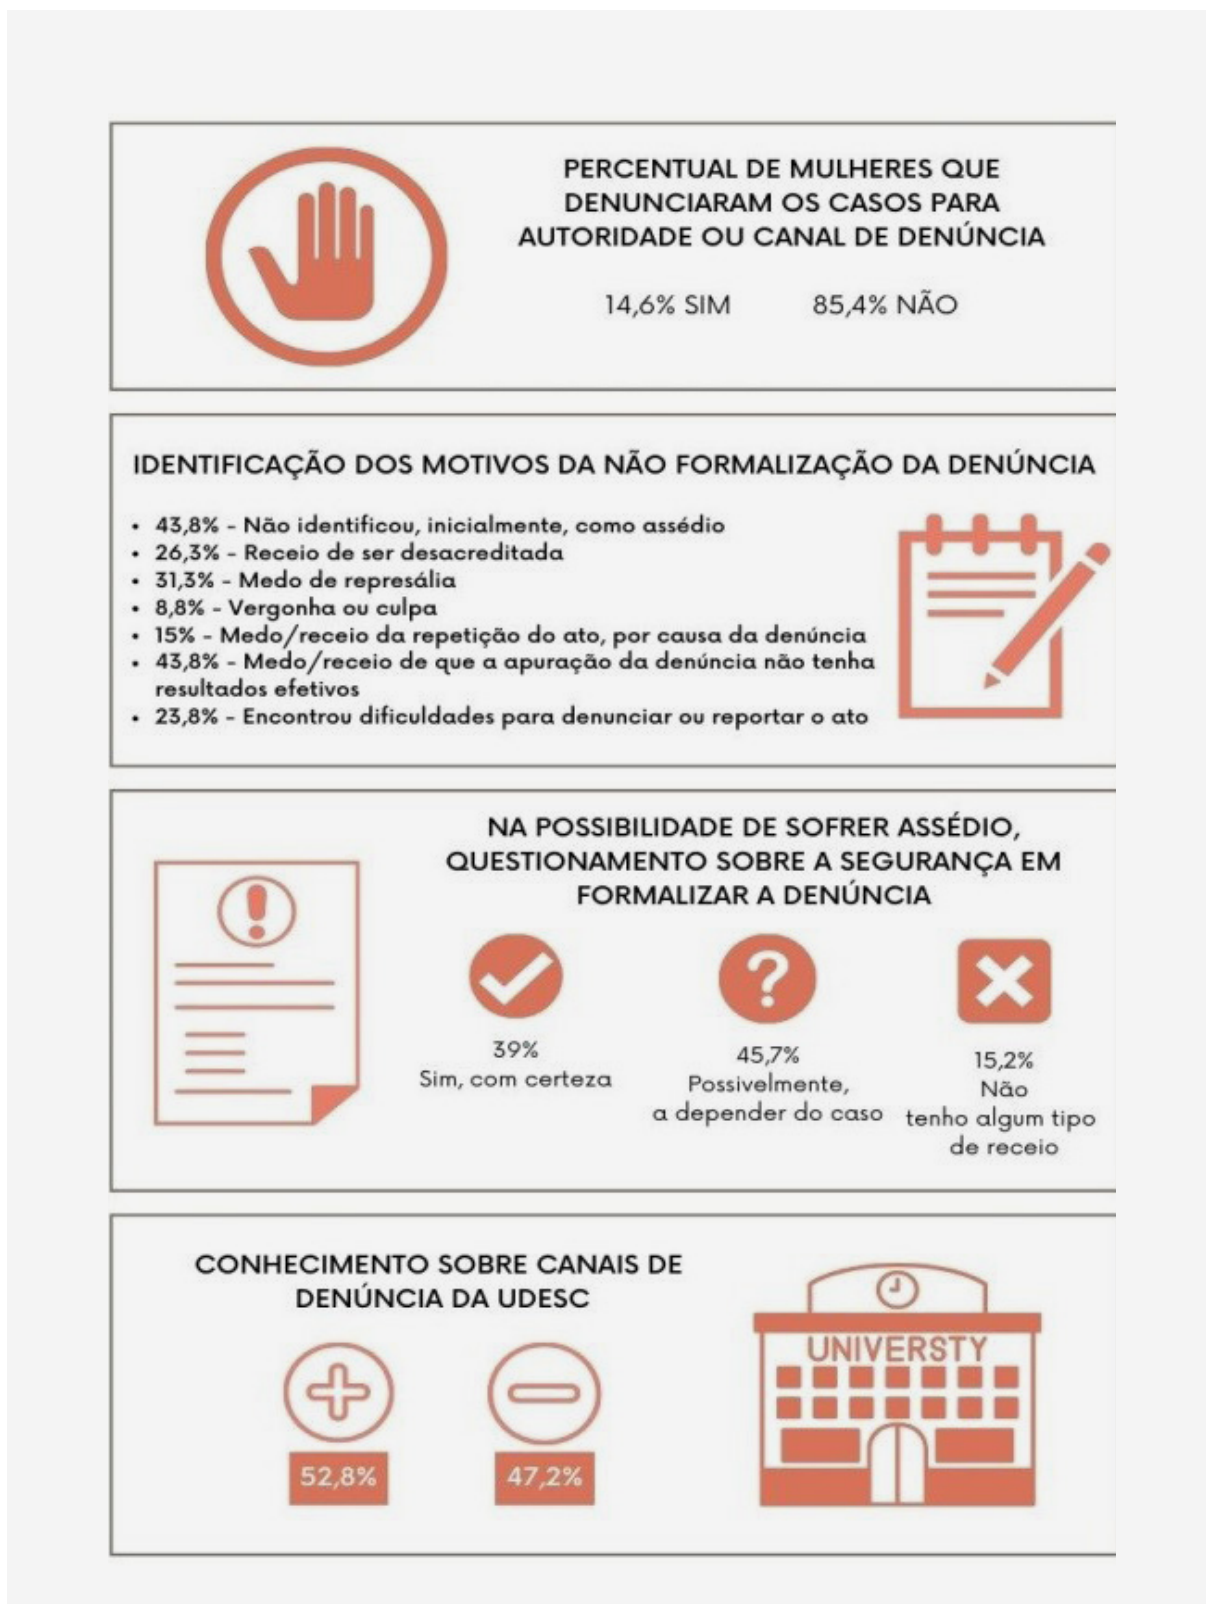 PERCENTUAL DE MULHERES QUE
DENUNCIARAM OS CASOS PARA
AUTORIDADE OU CANAL DE DENÚNCIA
14,6% SIM 85,4% NÃO
IDENTIFICAÇÃO DOS MOTIVOS DA NÃO FORMALIZAÇÃO DA DENÚNCIA
• 43,8% - Não identificou, inicialmente, como assédio
• 26,3% - Receio de ser desacreditada
• 31,3% - Medo de represália
• 8,8% - Vergonha ou culpa
• 15% - Medo/receio da repetição do ato, por causa da denúncia
• 43,8% - Medo/receio de que a apuração da denúncia não tenha
resultados efetivos
• 23,8% - Encontrou dificuldades para denunciar ou reportar o ato
NA POSSIBILIDADE DE SOFRER ASSÉDIO,
QUESTIONAMENTO SOBRE A SEGURANÇA EM
FORMALIZAR A DENÚNCIA
39%
Sim, com certeza
45,7%
Possivelmente,
a depender do caso
15,2%
Não
tenho algum tipo
de receio
CONHECIMENTO SOBRE CANAIS DE
DENÚNCIA DA UDESC
52,8% 47,2%
UNIVERSTY